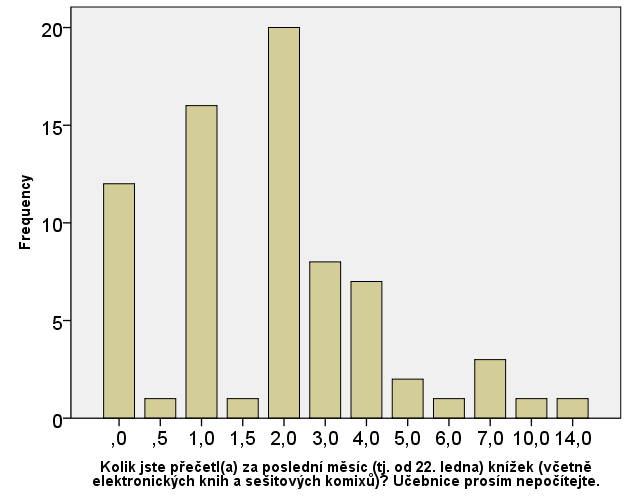 20
15
10
5
0
Frequency
,0 ,5 1,0 1,5 2,0 3,0 4,0 5,0 6,0 7,0 10,0 14,0
Kolik jste přečetl(a) za poslední měsíc (tj. od 22. ledna) knížek (včetně
elektronických knih a sešitových komixů)? Učebnice prosím nepočítejte.